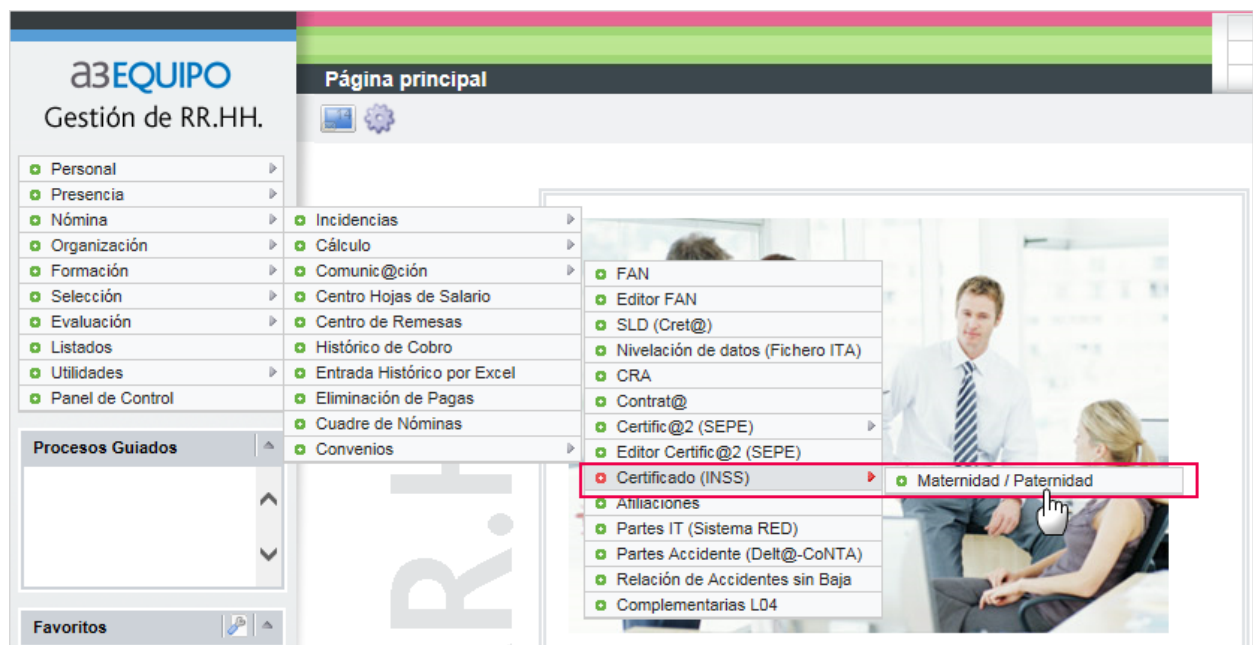 a3EQUIPO
Gestión de RR.HH.
Página principal
Personal
Presencia
Nómina
Organización
Formación
Selección
Evaluación
Listados
Utilidades
Panel de Control
Incidencias
Cálculo
Comunic@ción
Centro Hojas de Salario
Centro de Remesas
Histórico de Cobro
Entrada Histórico por Excel
Eliminación de Pagas
Cuadre de Nóminas
Convenios
FAN
Editor FAN
SLD (Cret@)
Nivelación de datos (Fichero ITA)
CRA
Contrat@
Certific@2 (SEPE)
Editor Certific@2 (SEPE)
Certificado (INSS)
Afiliaciones
Partes IT (Sistema RED)
Partes Accidente (Delt@-CoNTA)
Relación de Accidentes sin Baja
Complementarias L04
Maternidad / Paternidad
Procesos Guiados
Favoritos
R.H